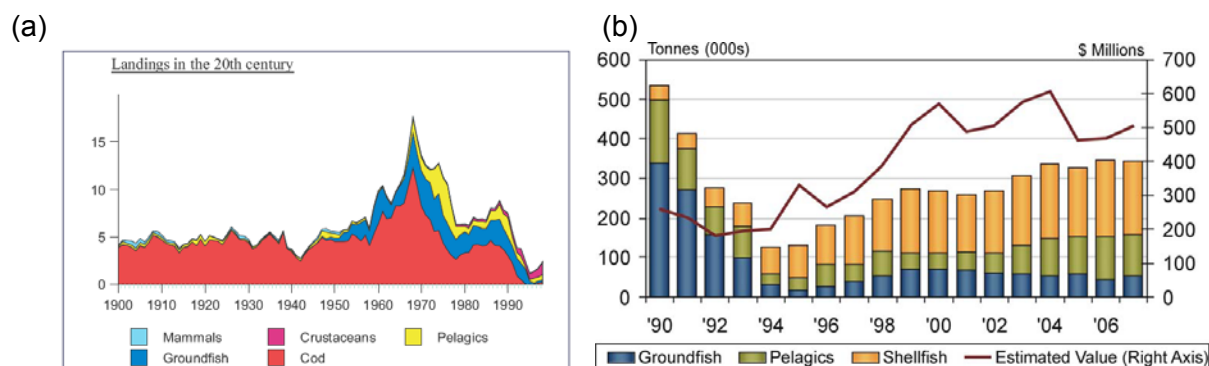 (a)
Landings in the 20th century
15
10
5
0
1900 1910 1920 1930 1940 1950 1960 1970 1980 1990
Mammals Crustaceans Pelagics
Groundfish Cod
(b)
Tonnes (000s) $ Millions
600 700
500 600
400 500
300 400
200 300
100 200
0 100
0
'90 '92 '94 '96 '98 '00 '02 '04 '06
Groundfish Pelagics Shellfish Estimated Value (Right Axis)